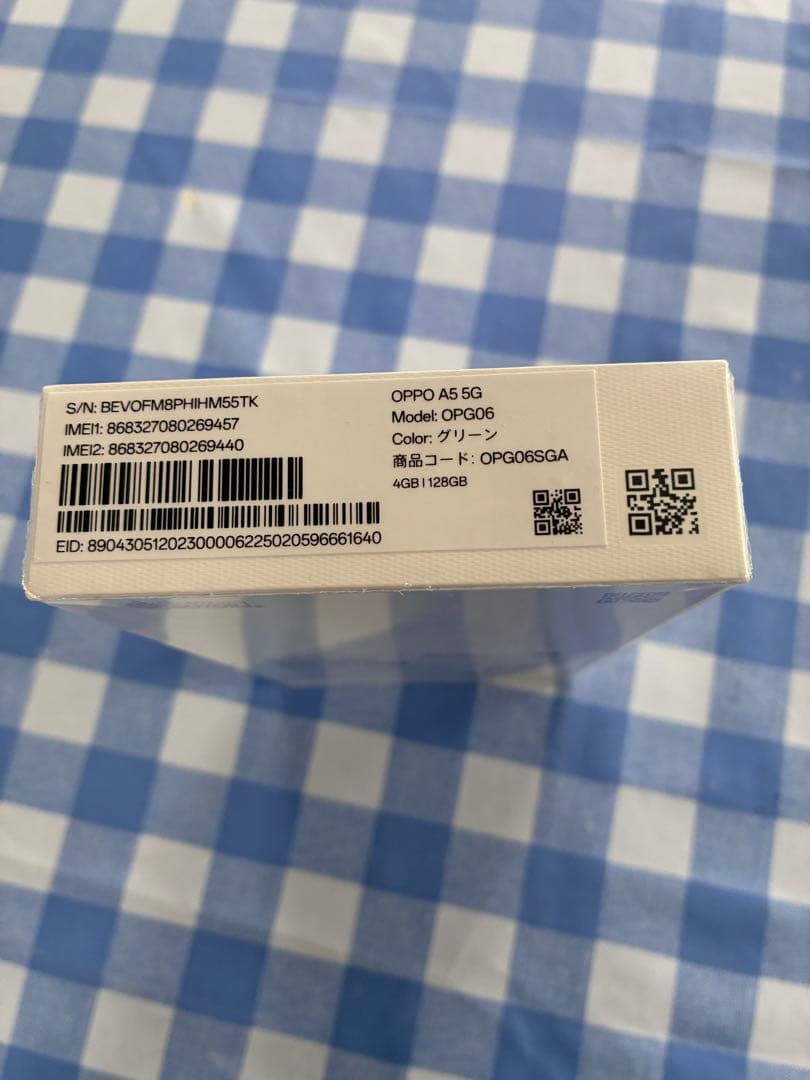 S/N: BEVOFM8PHIHM55TK
IMEI1: 868327080269457
IMEI2: 868327080269440
EID: 89043051202300006225020596661640
OPPO A5 5G
Model: OPG06
Color: グリーン
商品コード: OPG06SGA
4GB | 128GB